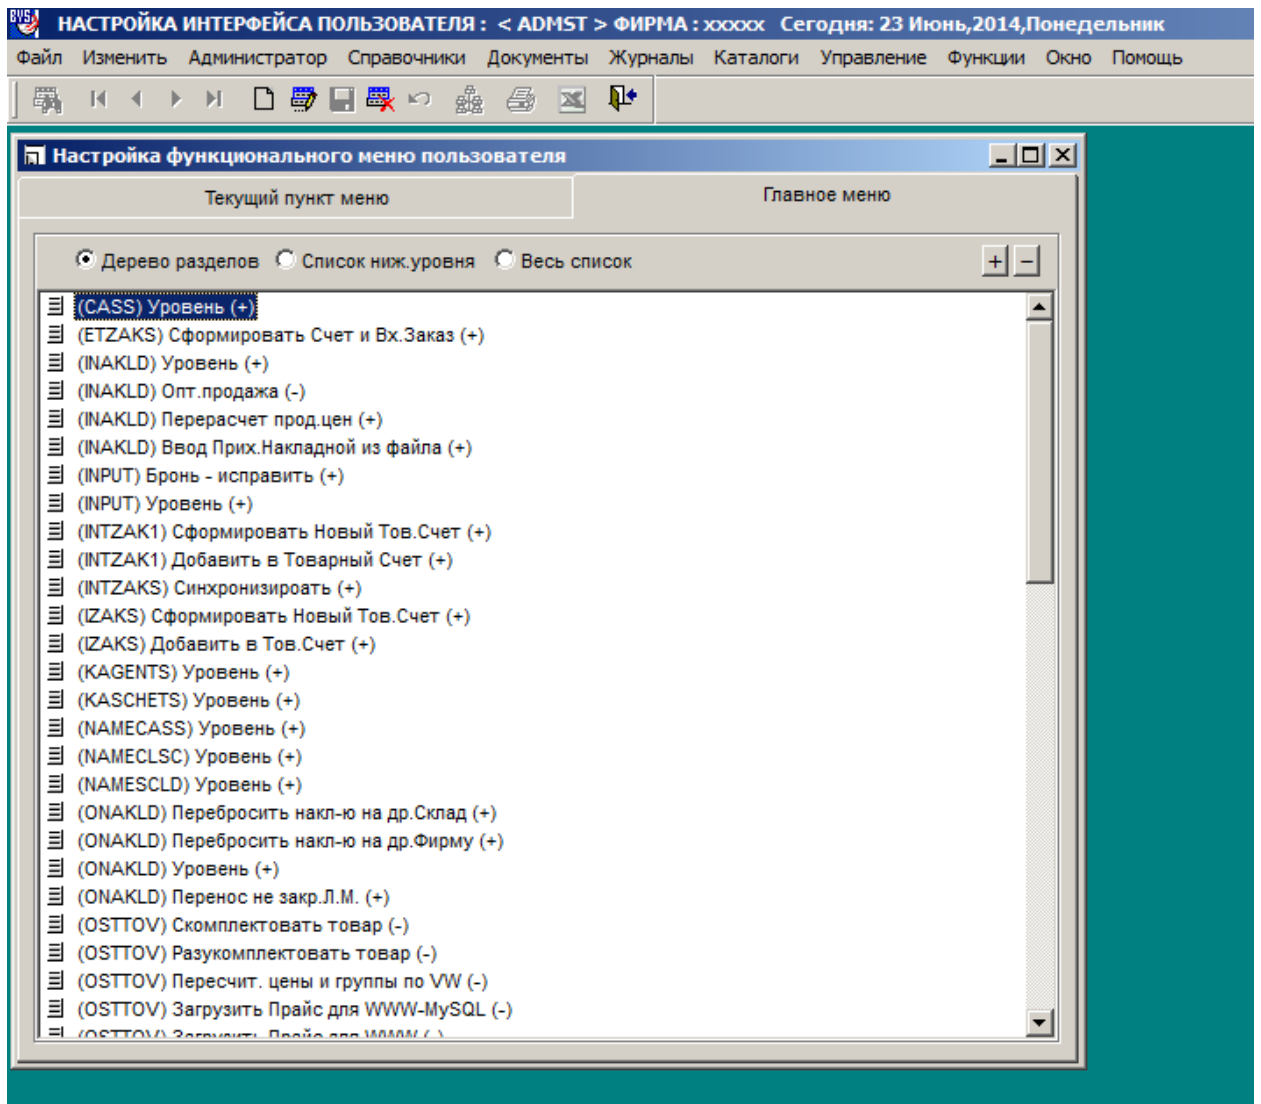 BVS
НАСТРОЙКА ИНТЕРФЕЙСА ПОЛЬЗОВАТЕЛЯ : < ADMST > ФИРМА : xxxxx Сегодня: 23 Июнь,2014,Понедельник
Файл Изменить Администратор Справочники Документы Журналы Каталоги Управление Функции Окно Помощь
Настройка функционального меню пользователя
Текущий пункт меню Главное меню
Дерево разделов Список ниж.уровня Весь список + −
(CASS) Уровень (+)
(ETZAKS) Сформировать Счет и Вх.Заказ (+)
(INAKLD) Уровень (+)
(INAKLD) Опт.продажа (-)
(INAKLD) Перерасчет прод.цен (+)
(INAKLD) Ввод Прих.Накладной из файла (+)
(INPUT) Бронь - исправить (+)
(INPUT) Уровень (+)
(INTZAK1) Сформировать Новый Тов.Счет (+)
(INTZAK1) Добавить в Товарный Счет (+)
(INTZAKS) Синхронизироать (+)
(IZAKS) Сформировать Новый Тов.Счет (+)
(IZAKS) Добавить в Тов.Счет (+)
(KAGENTS) Уровень (+)
(KASCHETS) Уровень (+)
(NAMECASS) Уровень (+)
(NAMECLSC) Уровень (+)
(NAMESCLD) Уровень (+)
(ONAKLD) Перебросить накл-ю на др.Склад (+)
(ONAKLD) Перебросить накл-ю на др.Фирму (+)
(ONAKLD) Уровень (+)
(ONAKLD) Перенос не закр.Л.М. (+)
(OSTTOV) Скомплектовать товар (-)
(OSTTOV) Разукомплектовать товар (-)
(OSTTOV) Пересчит. цены и группы по VW (-)
(OSTTOV) Загрузить Прайс для WWW-MySQL (-)
(OSTTOV) Загрузить Прайс для WWW (-)